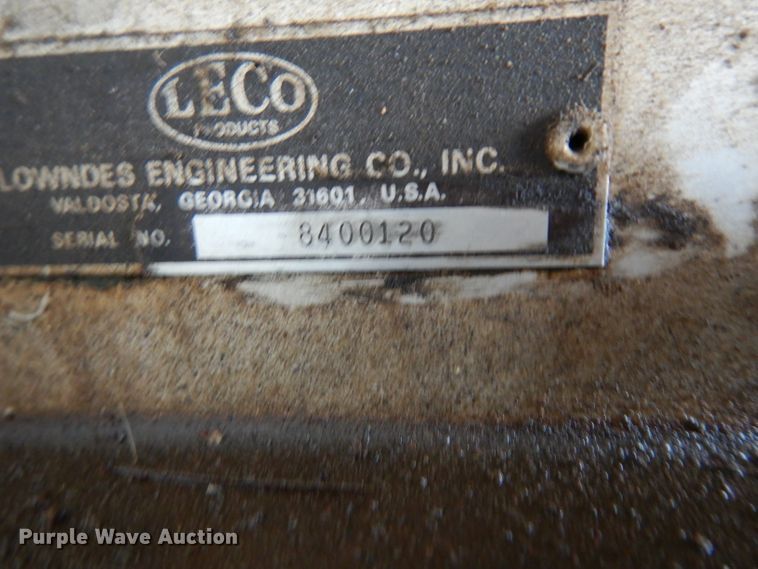 LECO
PRODUCTS
LOWNDES ENGINEERING CO., INC.
VALDOSTA, GEORGIA 31601, U.S.A.
SERIAL NO. 8400120
Purple Wave Auction